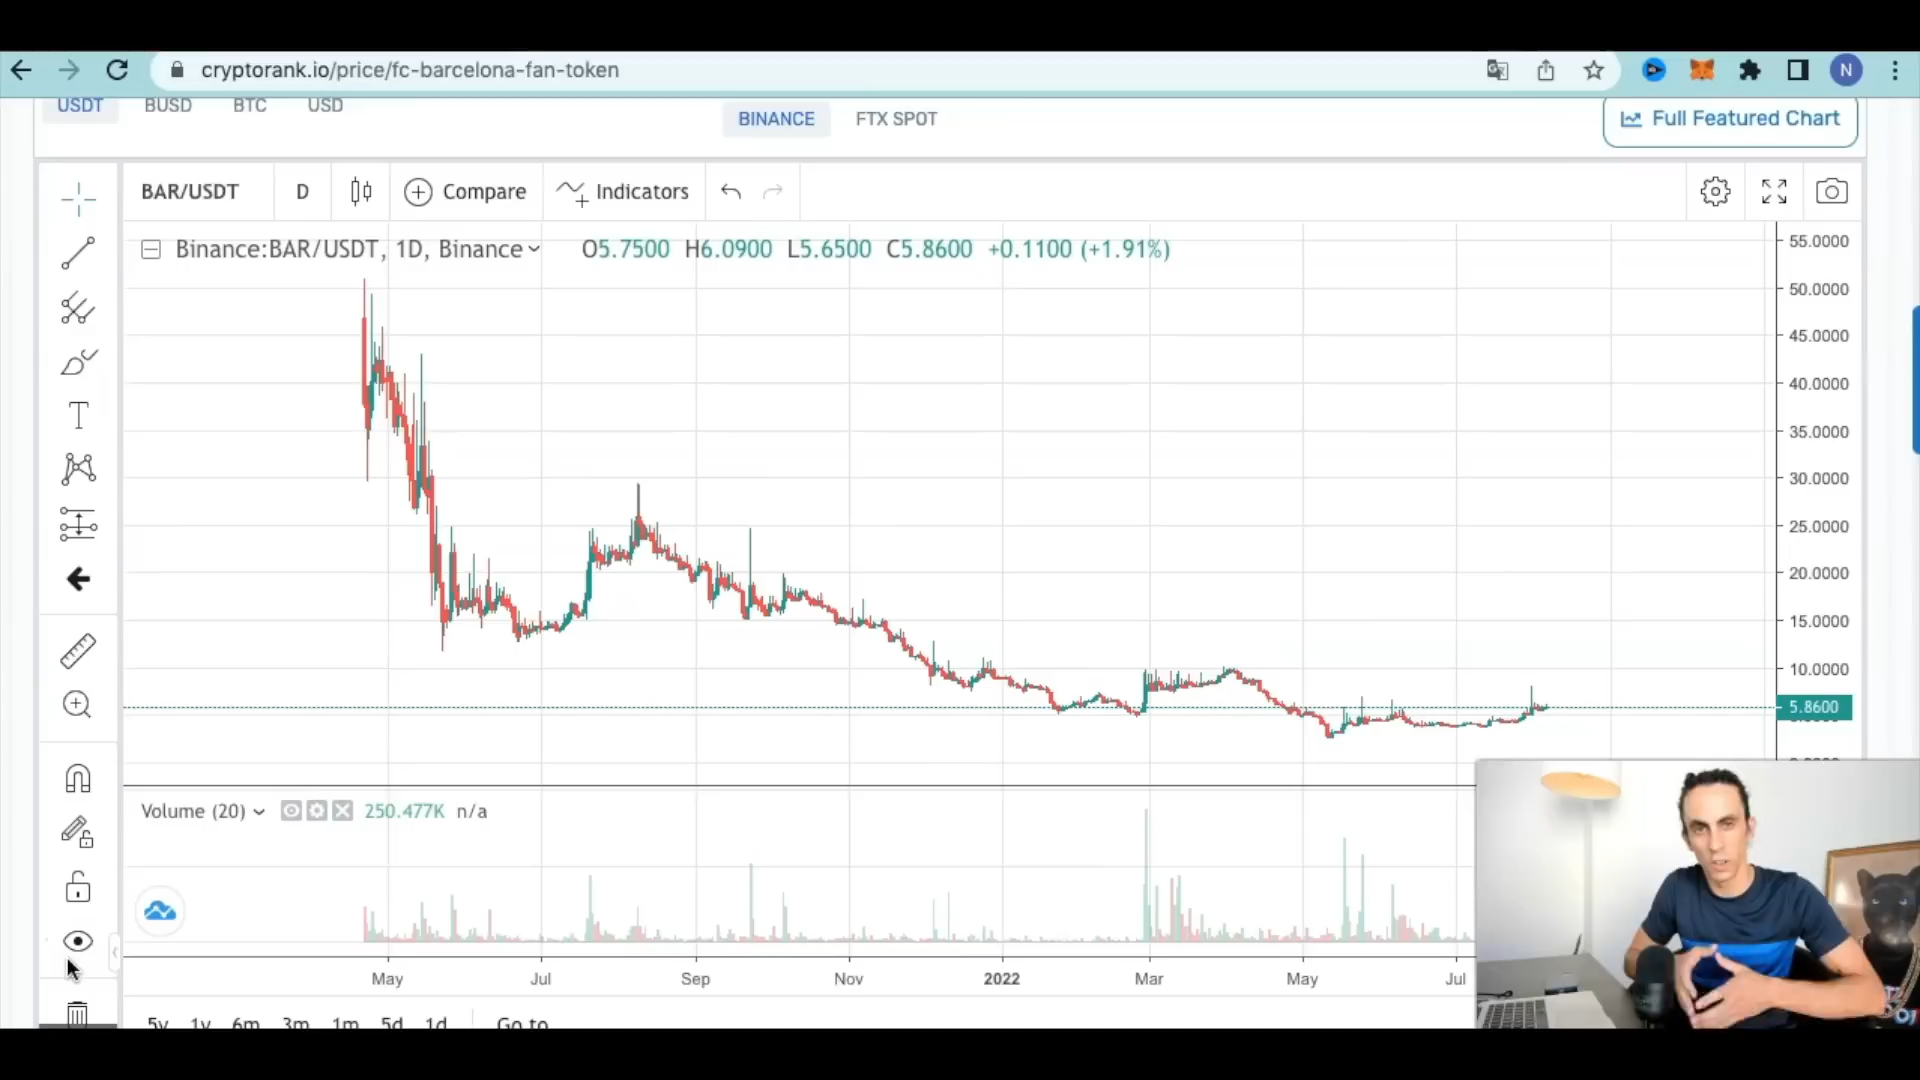 cryptorank.io/price/fc-barcelona-fan-token
N
USDT BUSD BTC USD
BINANCE FTX SPOT
Full Featured Chart
BAR/USDT D Compare Indicators
Binance:BAR/USDT, 1D, Binance O5.7500 H6.0900 L5.6500 C5.8600 +0.1100 (+1.91%)
55.0000
50.0000
45.0000
40.0000
35.0000
30.0000
25.0000
20.0000
15.0000
10.0000
5.8600
Volume (20) 250.477K n/a
May Jul Sep Nov 2022 Mar May Jul
5y 1y 6m 3m 1m 5d 1d Go to